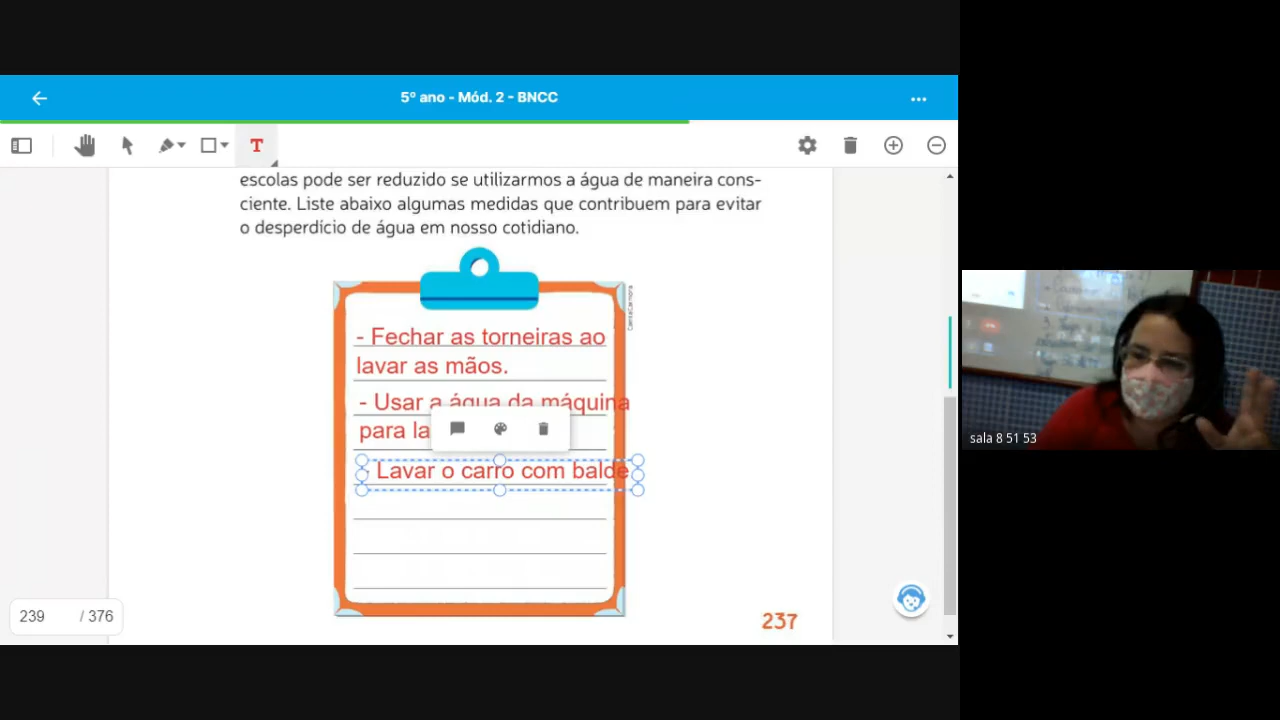 5º ano - Mód. 2 - BNCC
T
escolas pode ser reduzido se utilizarmos a água de maneira cons-
ciente. Liste abaixo algumas medidas que contribuem para evitar
o desperdício de água em nosso cotidiano.
- Fechar as torneiras ao
lavar as mãos.
- Usar a água da máquina
para la
- Lavar o carro com balde
239 / 376
237
sala 8 51 53